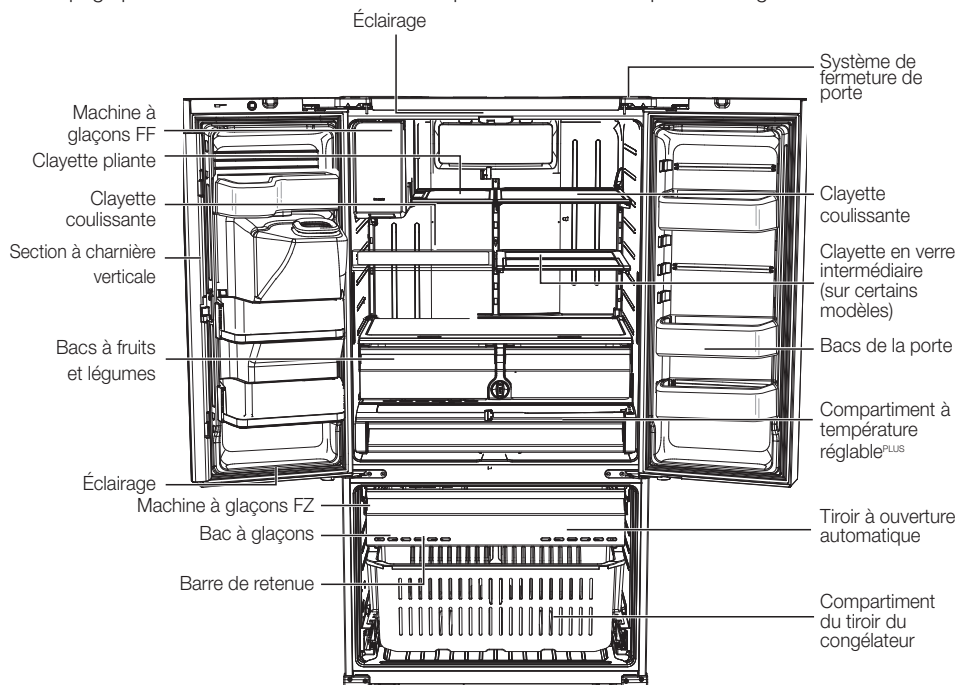 Éclairage
Système de
fermeture de
porte
Machine à
glaçons FF
Clayette pliante
Clayette
coulissante
Section à charnière
verticale
Clayette
coulissante
Clayette en verre
intermédiaire
(sur certains
modèles)
Bacs à fruits
et légumes
Bacs de la porte
Compartiment à
température
réglablePLUS
Éclairage
Machine à glaçons FZ
Bac à glaçons
Barre de retenue
Tiroir à ouverture
automatique
Compartiment
du tiroir du
congélateur